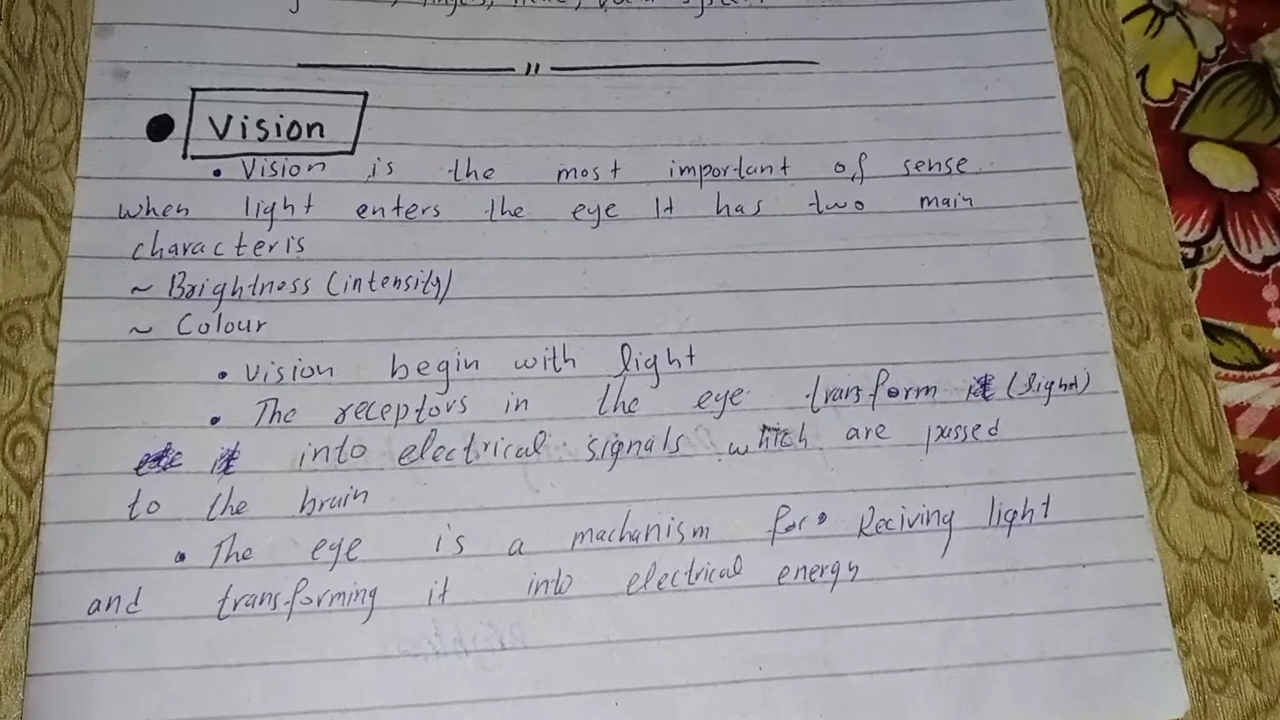 Vision
• Vision is the most important of sense.
when light enters the eye It has two main
characteris
~ Brightness (intensity)
~ Colour
• vision begin with light
• The receptors in the eye transform it (light)
it into electrical signals which are passed
to the brain
• The eye is a machanism for Reciving light
and transforming it into electrical energy